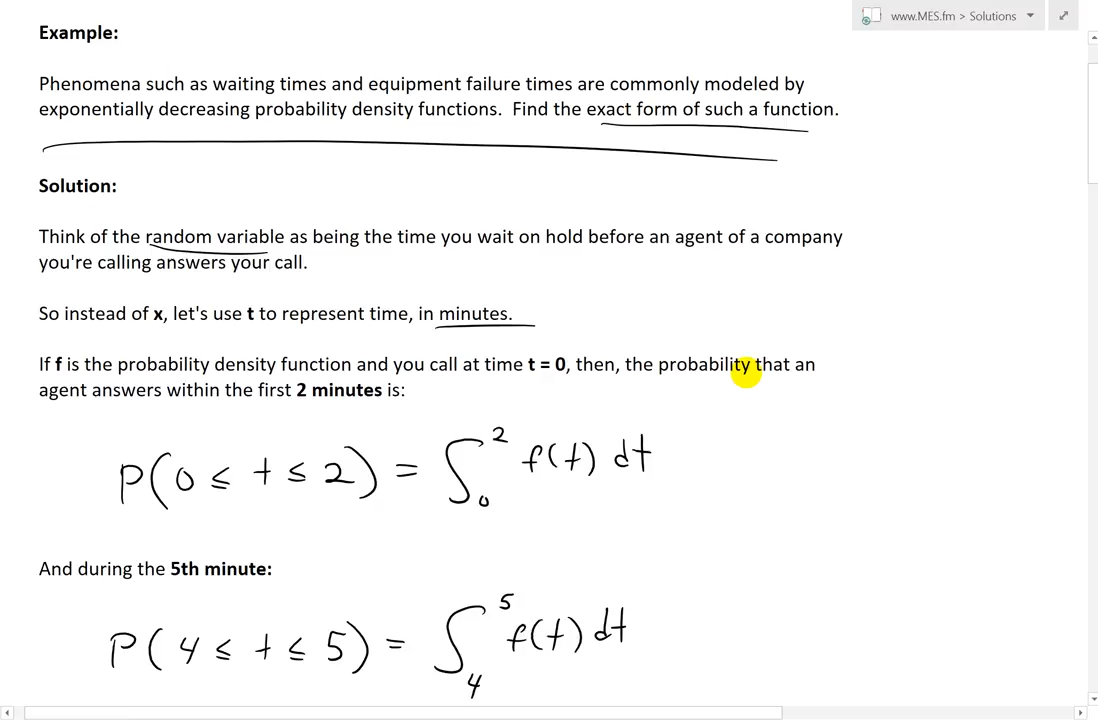 www.MES.fm > Solutions
Example:
Phenomena such as waiting times and equipment failure times are commonly modeled by
exponentially decreasing probability density functions.  Find the exact form of such a function.
Solution:
Think of the random variable as being the time you wait on hold before an agent of a company
you're calling answers your call.
So instead of x, let's use t to represent time, in minutes.
If f is the probability density function and you call at time t = 0, then, the probability that an
agent answers within the first 2 minutes is:
P(0 ≤ t ≤ 2) = ∫₀² f(t) dt
And during the 5th minute:
P(4 ≤ t ≤ 5) = ∫₄⁵ f(t) dt